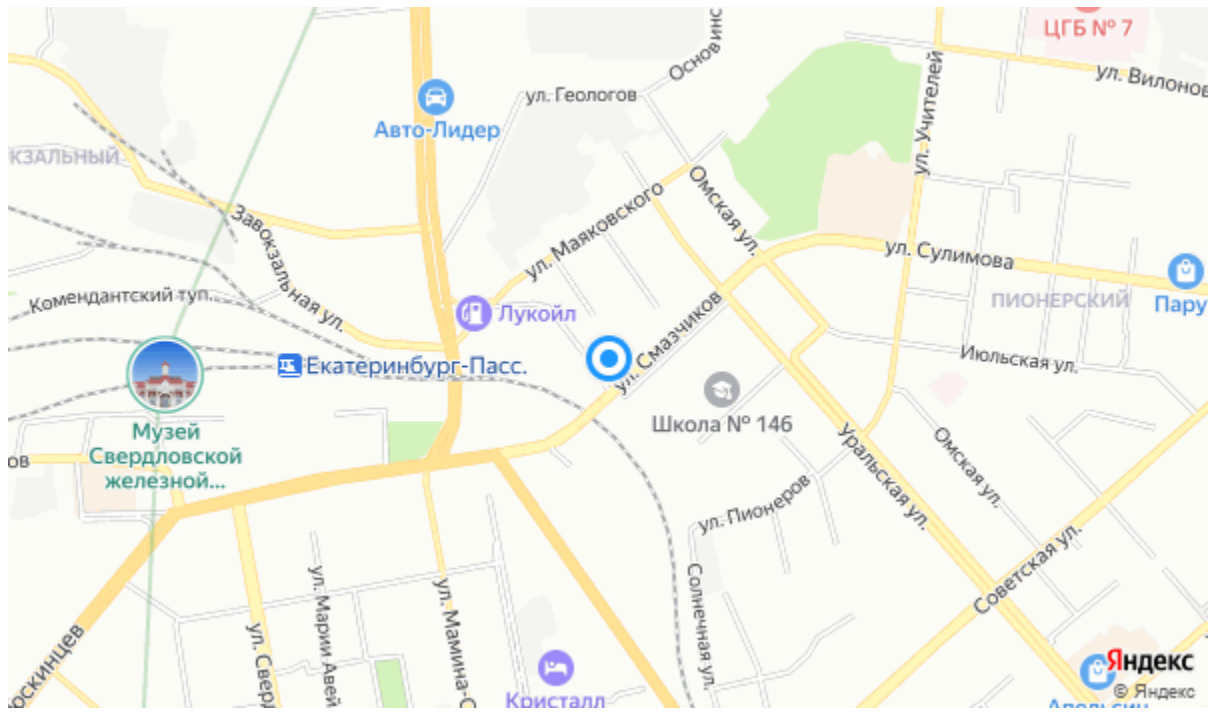 ЦГБ № 7
ул. Вилонов
Основинс
ул. Геологов
ул. Учителей
Авто-Лидер
КЗАЛЬНЫЙ
Омская ул.
ул. Маяковского
Завокзальная ул.
ул. Сулимова
Комендантский туп.
ПИОНЕРСКИЙ
Пару
Лукойл
ул. Смазчиков
Июльская ул.
Екатеринбург-Пасс.
Школа № 146
Музей
Свердловской
железной...
ов
Уральская ул.
Омская ул.
ул. Пионеров
Советская ул.
Солнечная ул.
ул. Марии Авей
ул. Мамина-С
ул. Сверд
оскинцев
Кристалл
Яндекс
© Яндекс
Апельсин